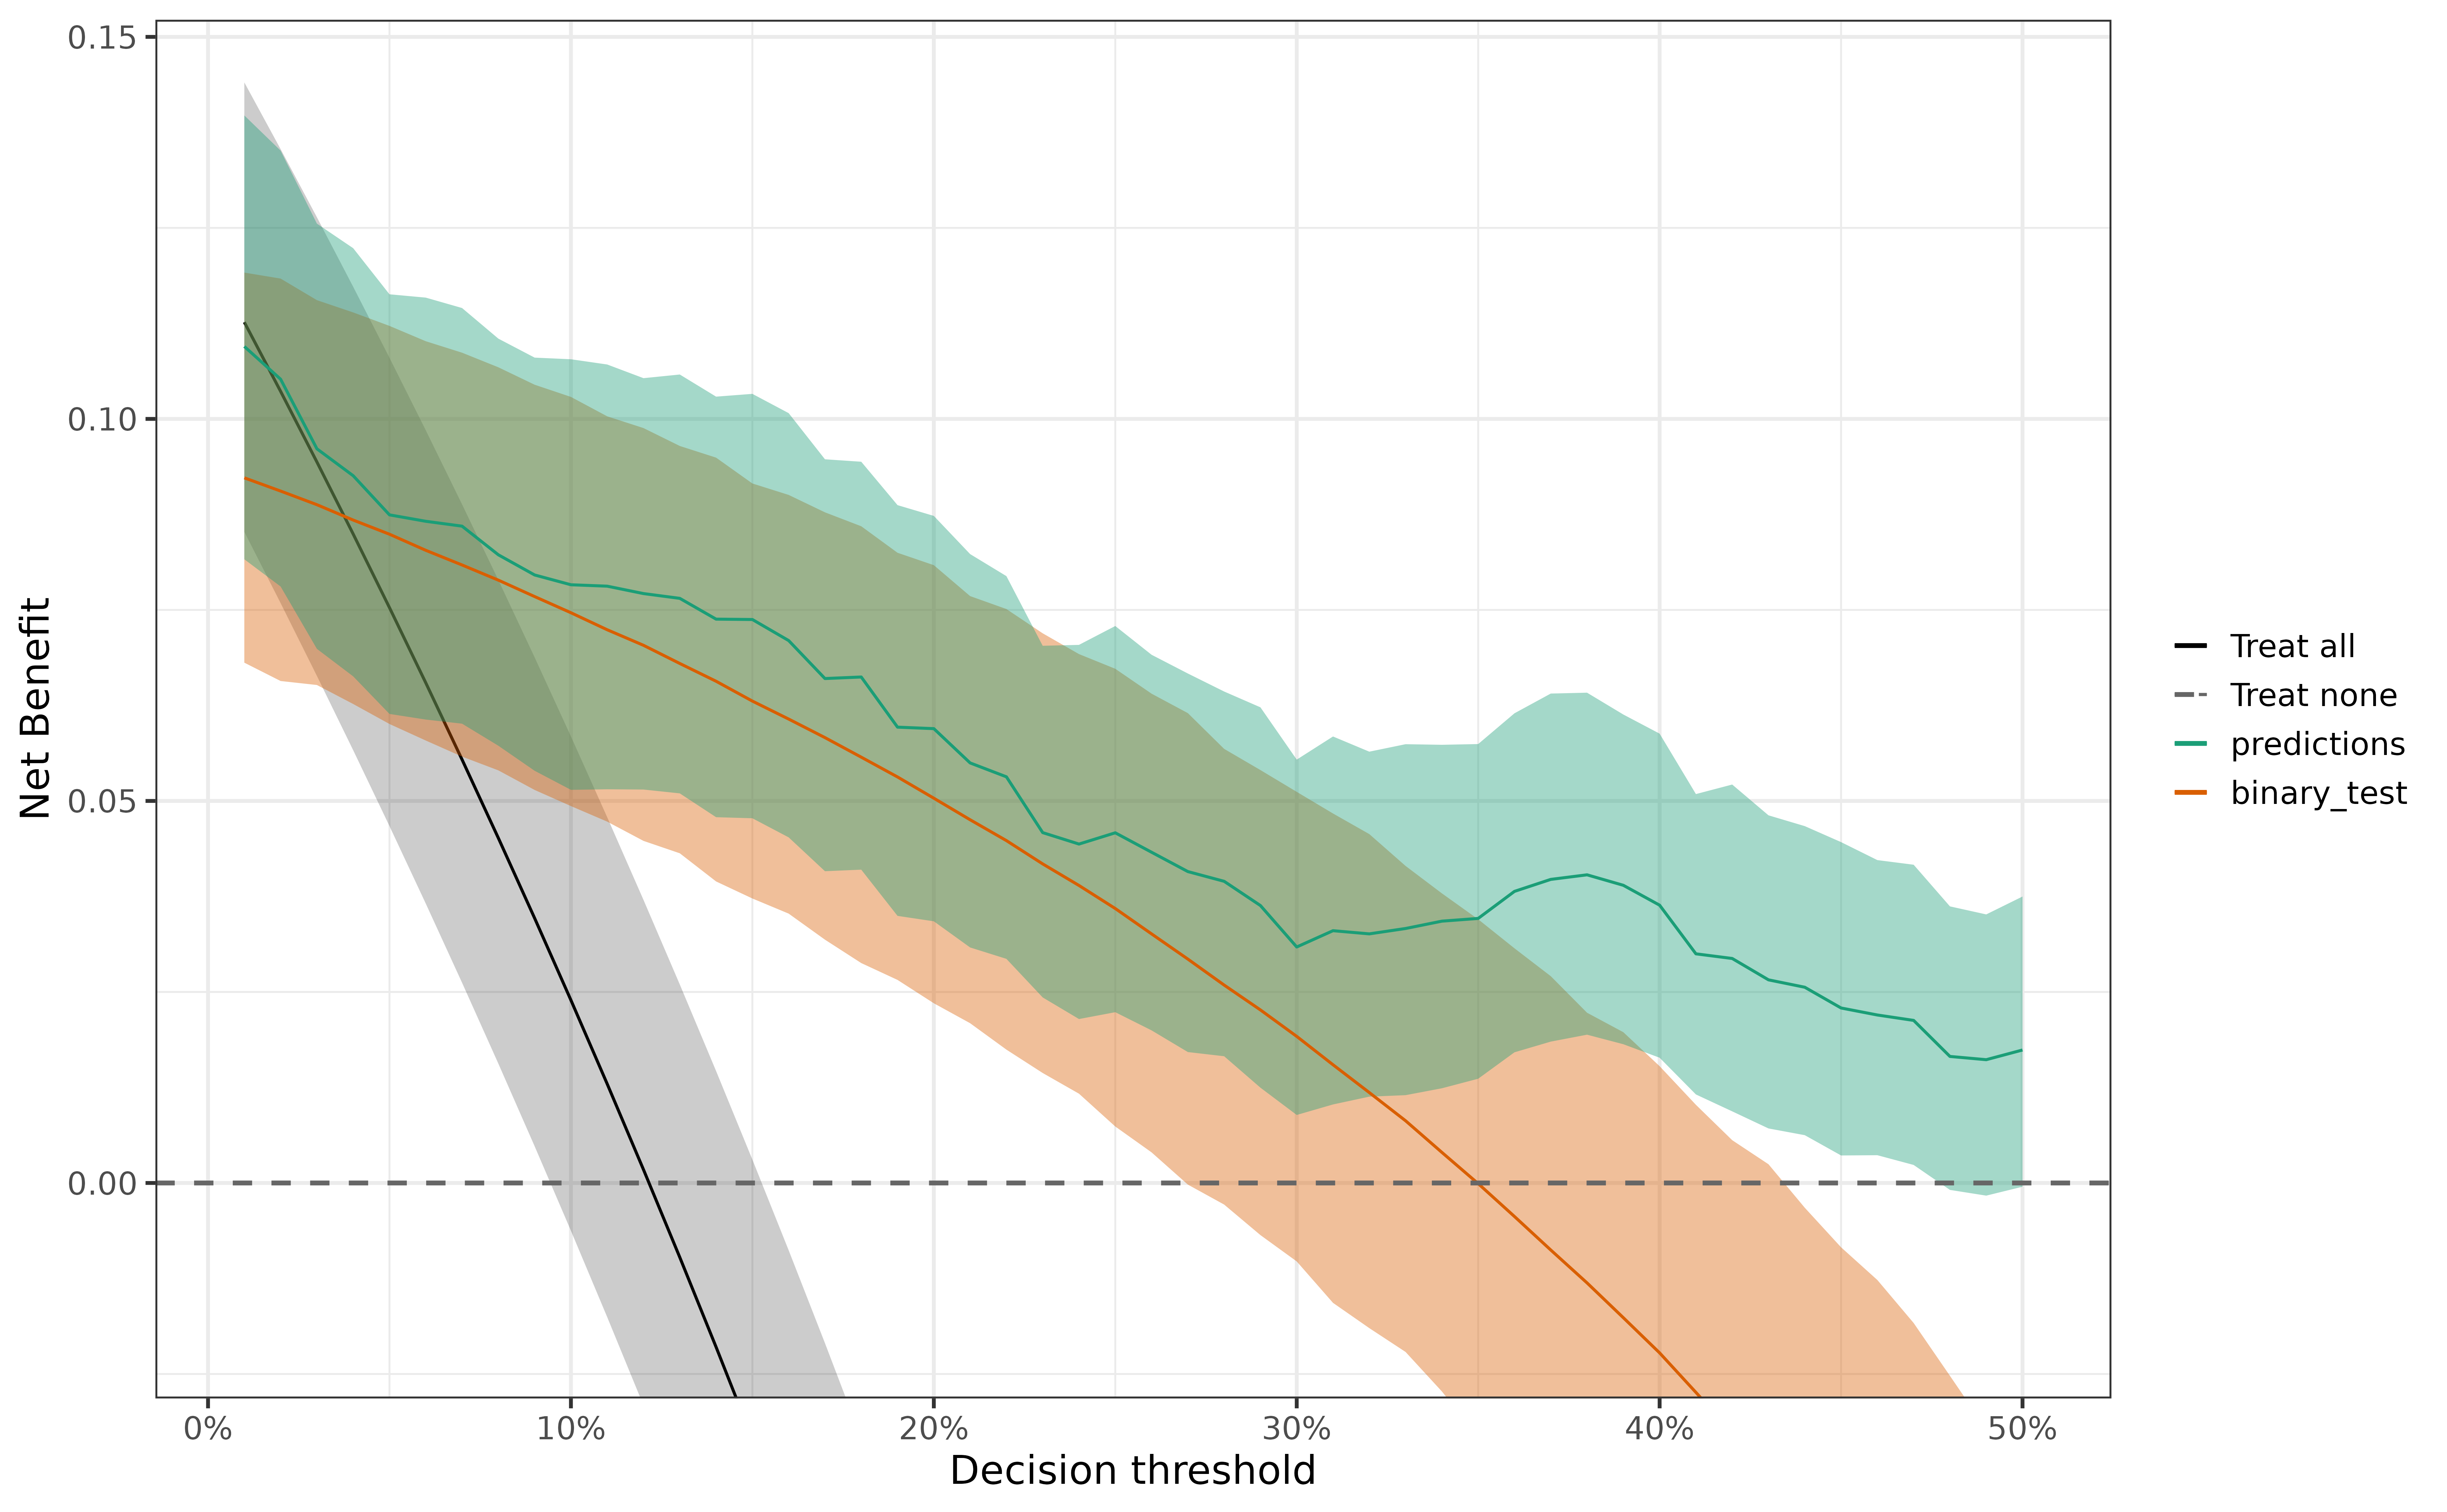 Net Benefit
0.15
0.10
0.05
0.00
0%
10%
20%
30%
40%
50%
Decision threshold
Treat all
Treat none
predictions
binary_test